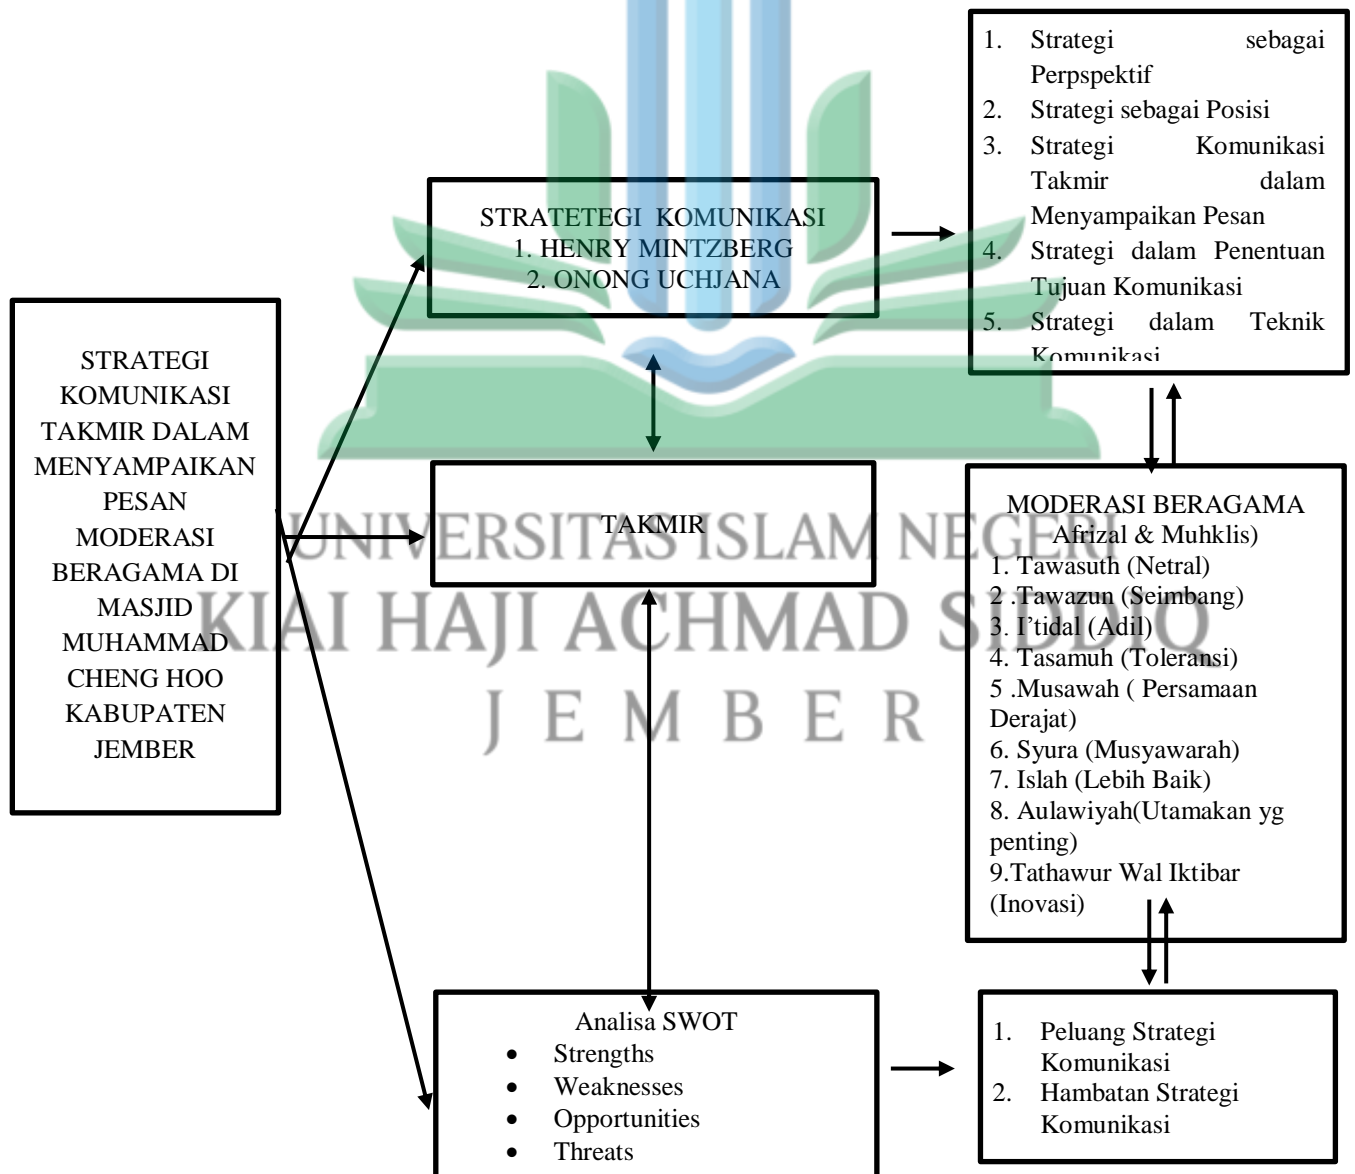 STRATEGI
KOMUNIKASI
TAKMIR DALAM
MENYAMPAIKAN
PESAN
MODERASI
BERAGAMA DI
MASJID
MUHAMMAD
CHENG HOO
KABUPATEN
JEMBER
STRATETEGI KOMUNIKASI
1. HENRY MINTZBERG
2. ONONG UCHJANA
TAKMIR
Analisa SWOT
• Strengths
• Weaknesses
• Opportunities
• Threats
1. Strategi sebagai
Perpspektif
2. Strategi sebagai Posisi
3. Strategi Komunikasi
Takmir dalam
Menyampaikan Pesan
4. Strategi dalam Penentuan
Tujuan Komunikasi
5. Strategi dalam Teknik
Komunikasi
MODERASI BERAGAMA
Afrizal & Muhklis)
1. Tawasuth (Netral)
2 .Tawazun (Seimbang)
3. I’tidal (Adil)
4. Tasamuh (Toleransi)
5 .Musawah ( Persamaan
Derajat)
6. Syura (Musyawarah)
7. Islah (Lebih Baik)
8. Aulawiyah(Utamakan yg
penting)
9.Tathawur Wal Iktibar
(Inovasi)
1. Peluang Strategi
Komunikasi
2. Hambatan Strategi
Komunikasi
UNIVERSITAS ISLAM NEGERI
KIAI HAJI ACHMAD SIDDIQ
JEMBER